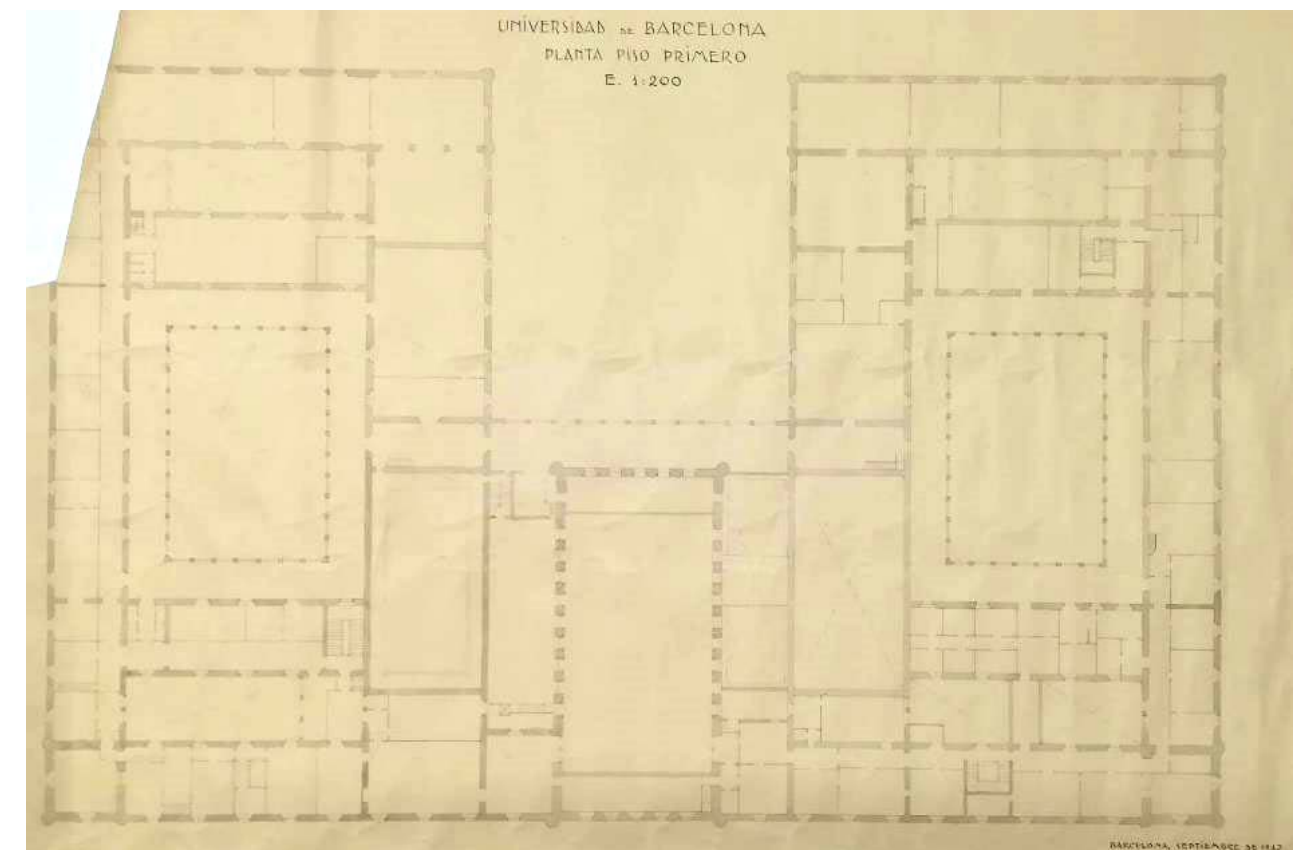 UNIVERSIDAD DE BARCELONA
PLANTA PISO PRIMERO
E. 1:200
BARCELONA, SEPTIEMBRE DE